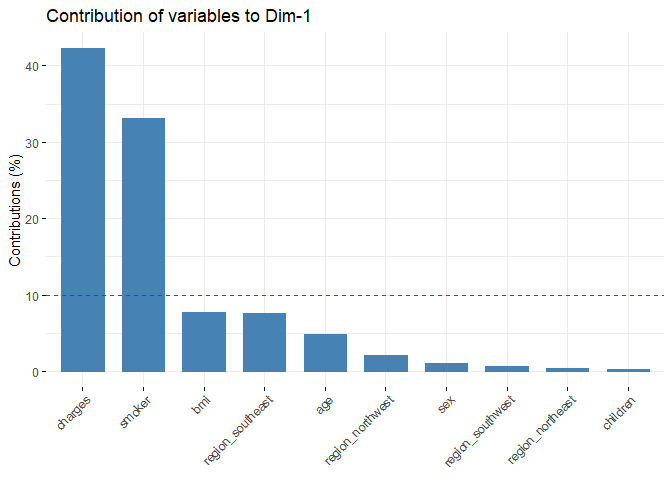 Contribution of variables to Dim-1
Contributions (%)
40
30
20
10
0
charges
smoker
bmi
region_southeast
age
region_northwest
sex
region_southwest
region_northeast
children